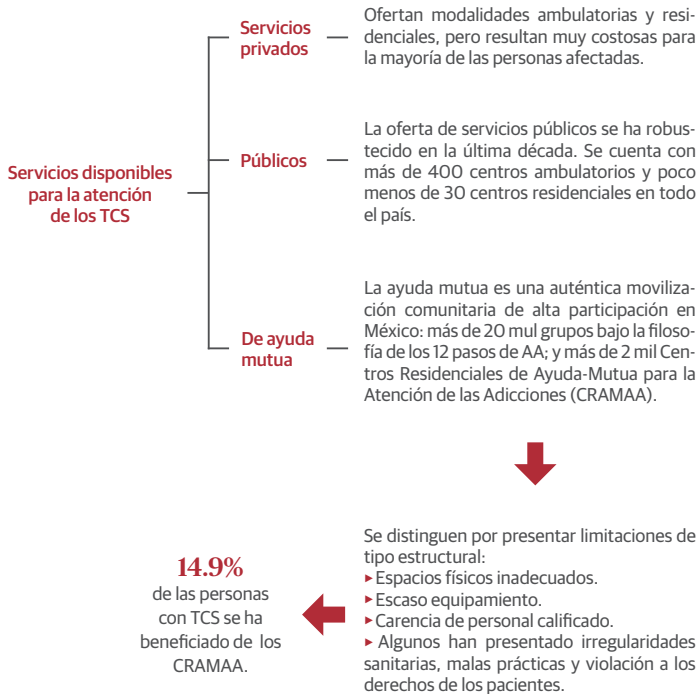 Servicios disponibles
para la atención
de los TCS
Servicios
privados
Ofertan modalidades ambulatorias y resi-
denciales, pero resultan muy costosas para
la mayoría de las personas afectadas.
Públicos
La oferta de servicios públicos se ha robus-
tecido en la última década. Se cuenta con
más de 400 centros ambulatorios y poco
menos de 30 centros residenciales en todo
el país.
De ayuda
mutua
La ayuda mutua es una auténtica moviliza-
ción comunitaria de alta participación en
México: más de 20 mul grupos bajo la filoso-
fía de los 12 pasos de AA; y más de 2 mil Cen-
tros Residenciales de Ayuda-Mutua para la
Atención de las Adicciones (CRAMAA).
Se distinguen por presentar limitaciones de
tipo estructural:
▸Espacios físicos inadecuados.
▸Escaso equipamiento.
▸Carencia de personal calificado.
▸Algunos han presentado irregularidades
sanitarias, malas prácticas y violación a los
derechos de los pacientes.
14.9%
de las personas
con TCS se ha
beneficiado de los
CRAMAA.